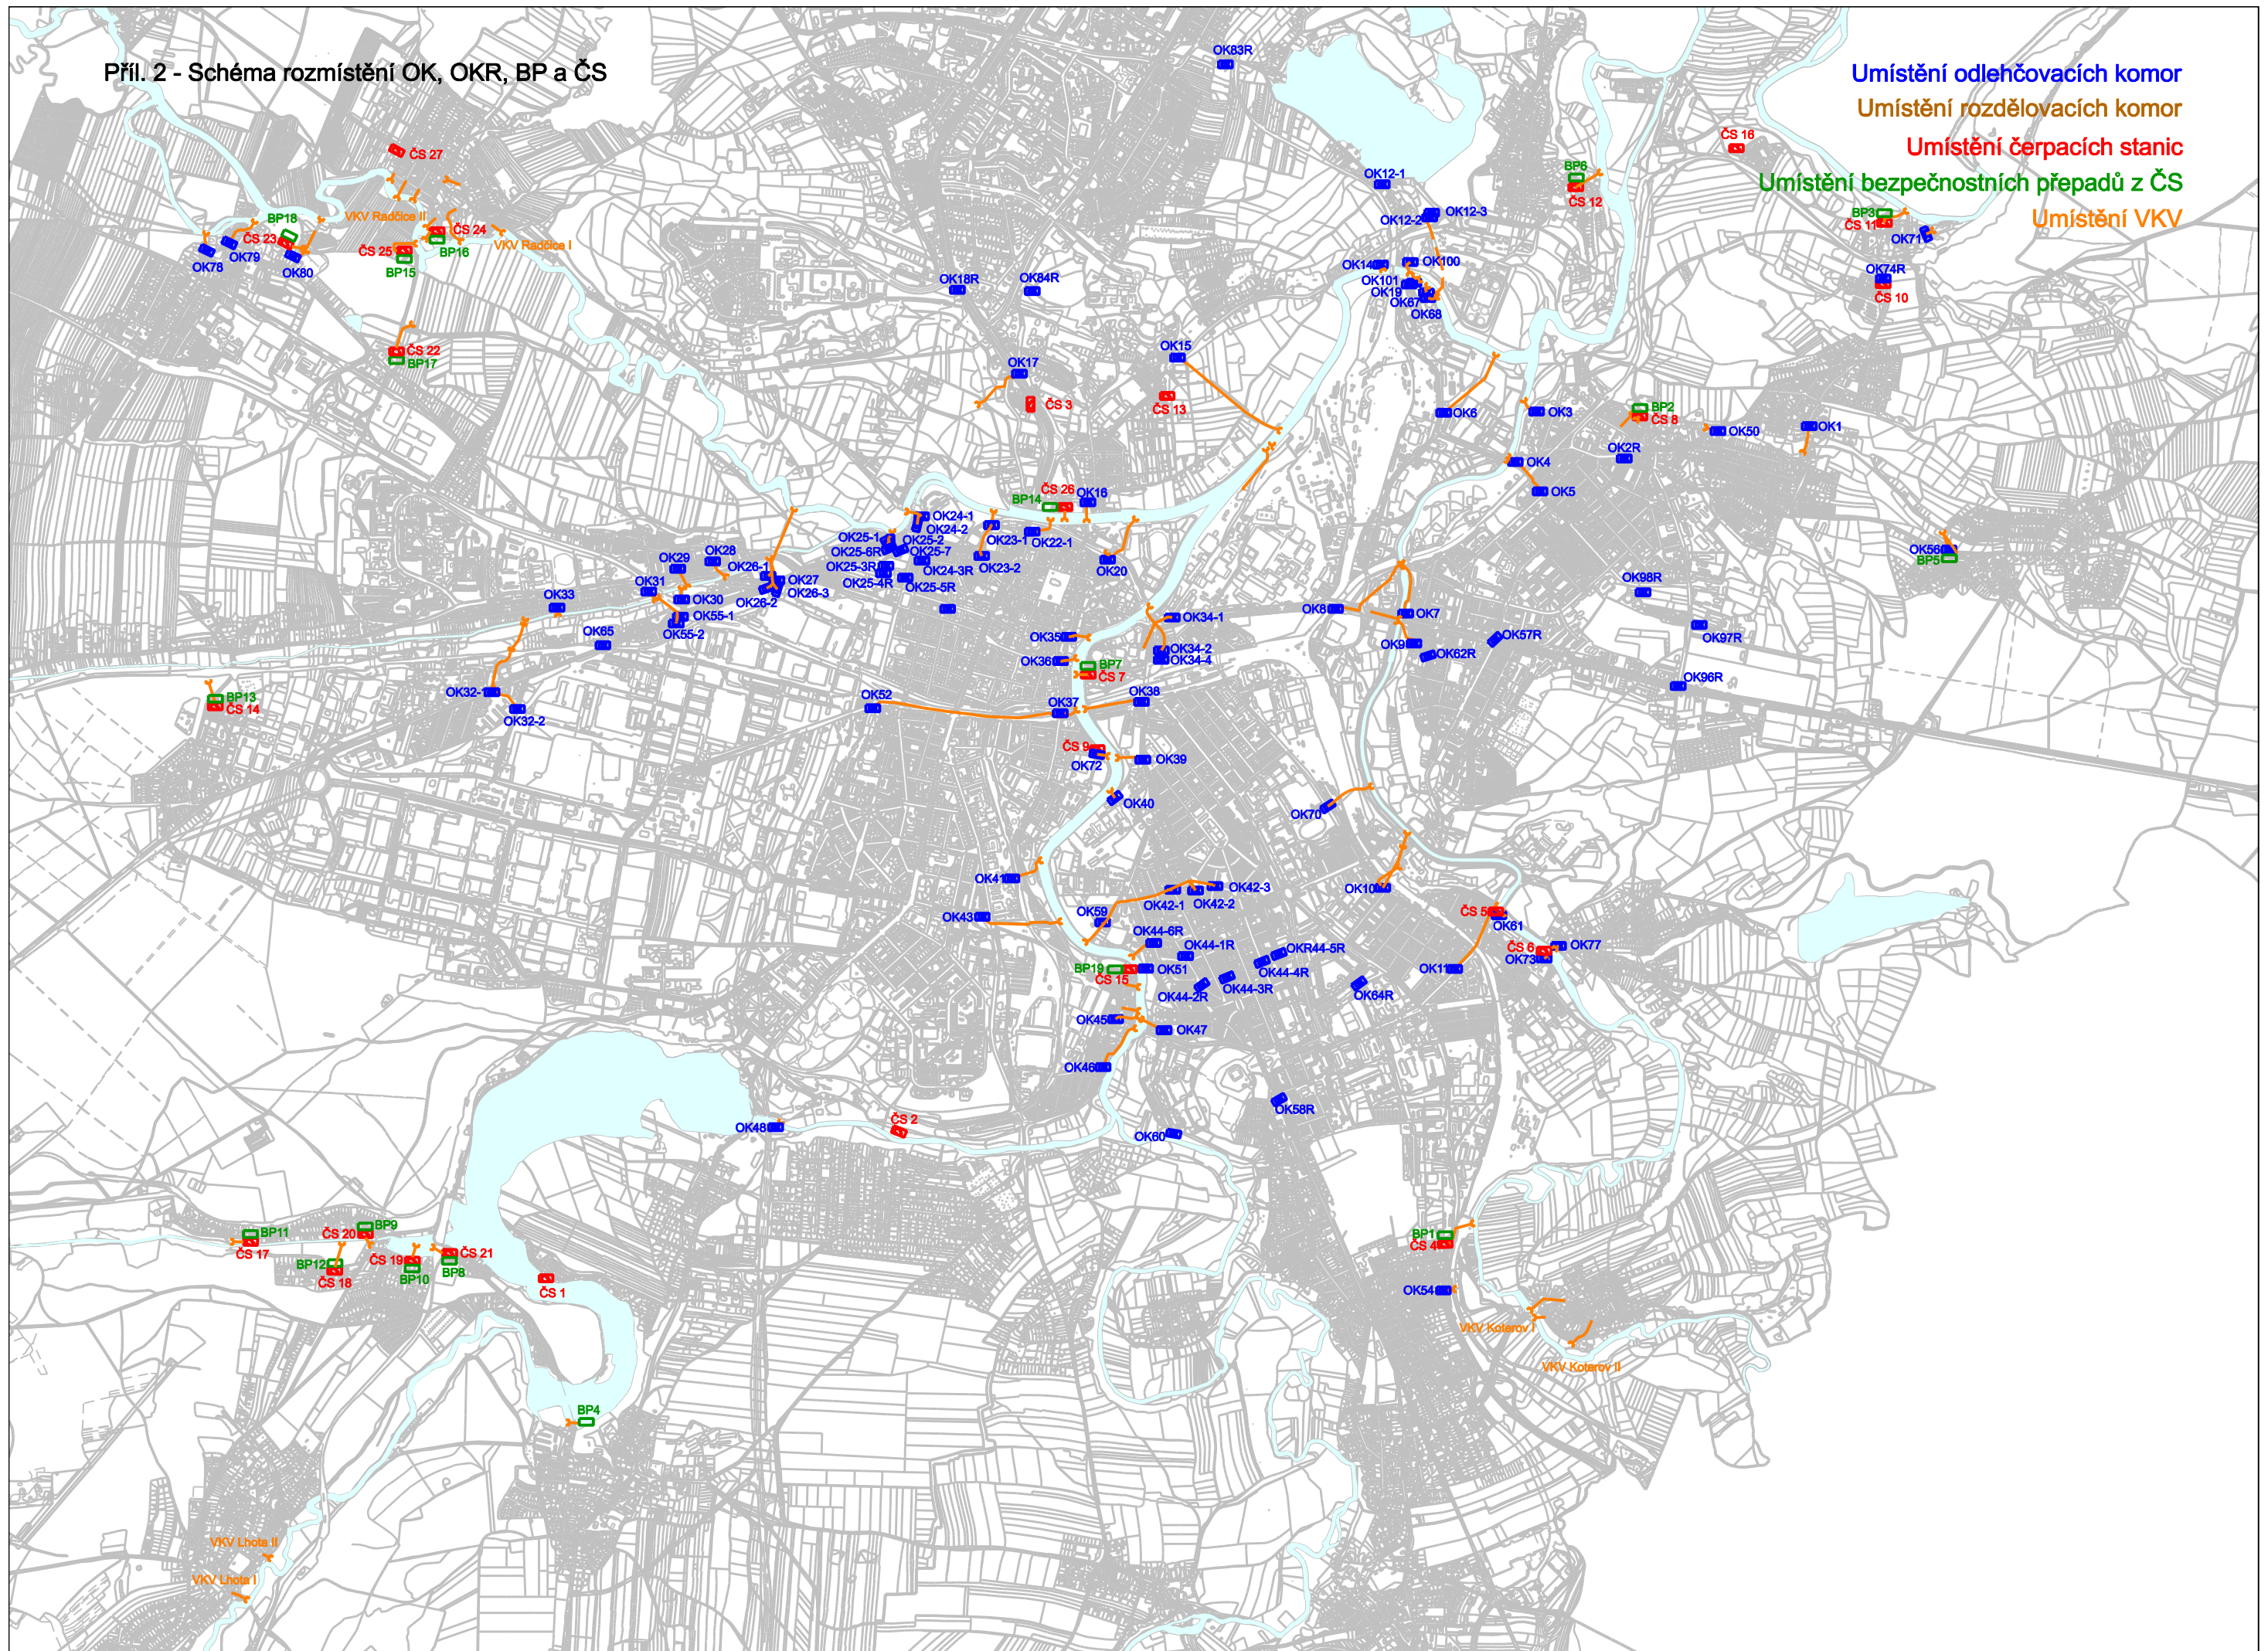 Příl. 2 - Schéma rozmístění OK, OKR, BP a ČS
Umístění odlehčovacích komor
Umístění rozdělovacích komor
Umístění čerpacích stanic
Umístění bezpečnostních přepadů z ČS
Umístění VKV
OK83R
ČS 16
ČS 27
OK12-1
BP6
ČS 12
OK12-3
OK12-2
BP3
ČS 11
OK71
VKV Radčice II
BP18
ČS 23
ČS 24
VKV Radčice I
OK78
OK79
OK80
ČS 25
BP16
BP15
OK14
OK100
OK101
OK19
OK67
OK68
OK74R
ČS 10
OK18R
OK84R
ČS 22
BP17
OK15
OK17
ČS 3
ČS 13
OK6
OK3
BP2
ČS 8
OK50
OK1
OK4
OK2R
OK5
ČS 26
BP14
OK16
OK24-1
OK24-2
OK25-1
OK25-2
OK23-1
OK22-1
OK25-6R
OK25-7
OK29
OK28
OK26-1
OK25-3R
OK24-3R
OK23-2
OK20
OK56
BP5
OK31
OK27
OK25-4R
OK25-5R
OK98R
OK33
OK30
OK26-2
OK26-3
OK55-1
OK55-2
OK8
OK7
OK34-1
OK65
OK35
OK34-2
OK9
OK57R
OK97R
OK36
BP7
OK34-4
OK62R
ČS 7
OK32-1
BP13
ČS 14
OK32-2
OK52
OK37
OK38
OK96R
ČS 9
OK72
OK39
OK40
OK70
OK41
OK42-3
OK42-1
OK42-2
OK10
OK43
OK59
ČS 5
OK61
OK44-6R
OK44-1R
OKR44-5R
ČS 6
OK77
OK73
BP19
ČS 15
OK51
OK44-4R
OK11
OK44-2R
OK44-3R
OK64R
OK45
OK47
OK46
OK58R
OK48
ČS 2
OK60
BP11
ČS 17
BP9
ČS 20
BP1
ČS 4
BP12
ČS 18
ČS 19
BP10
ČS 21
BP8
ČS 1
OK54
VKV Koterov I
VKV Koterov II
BP4
VKV Lhota II
VKV Lhota I